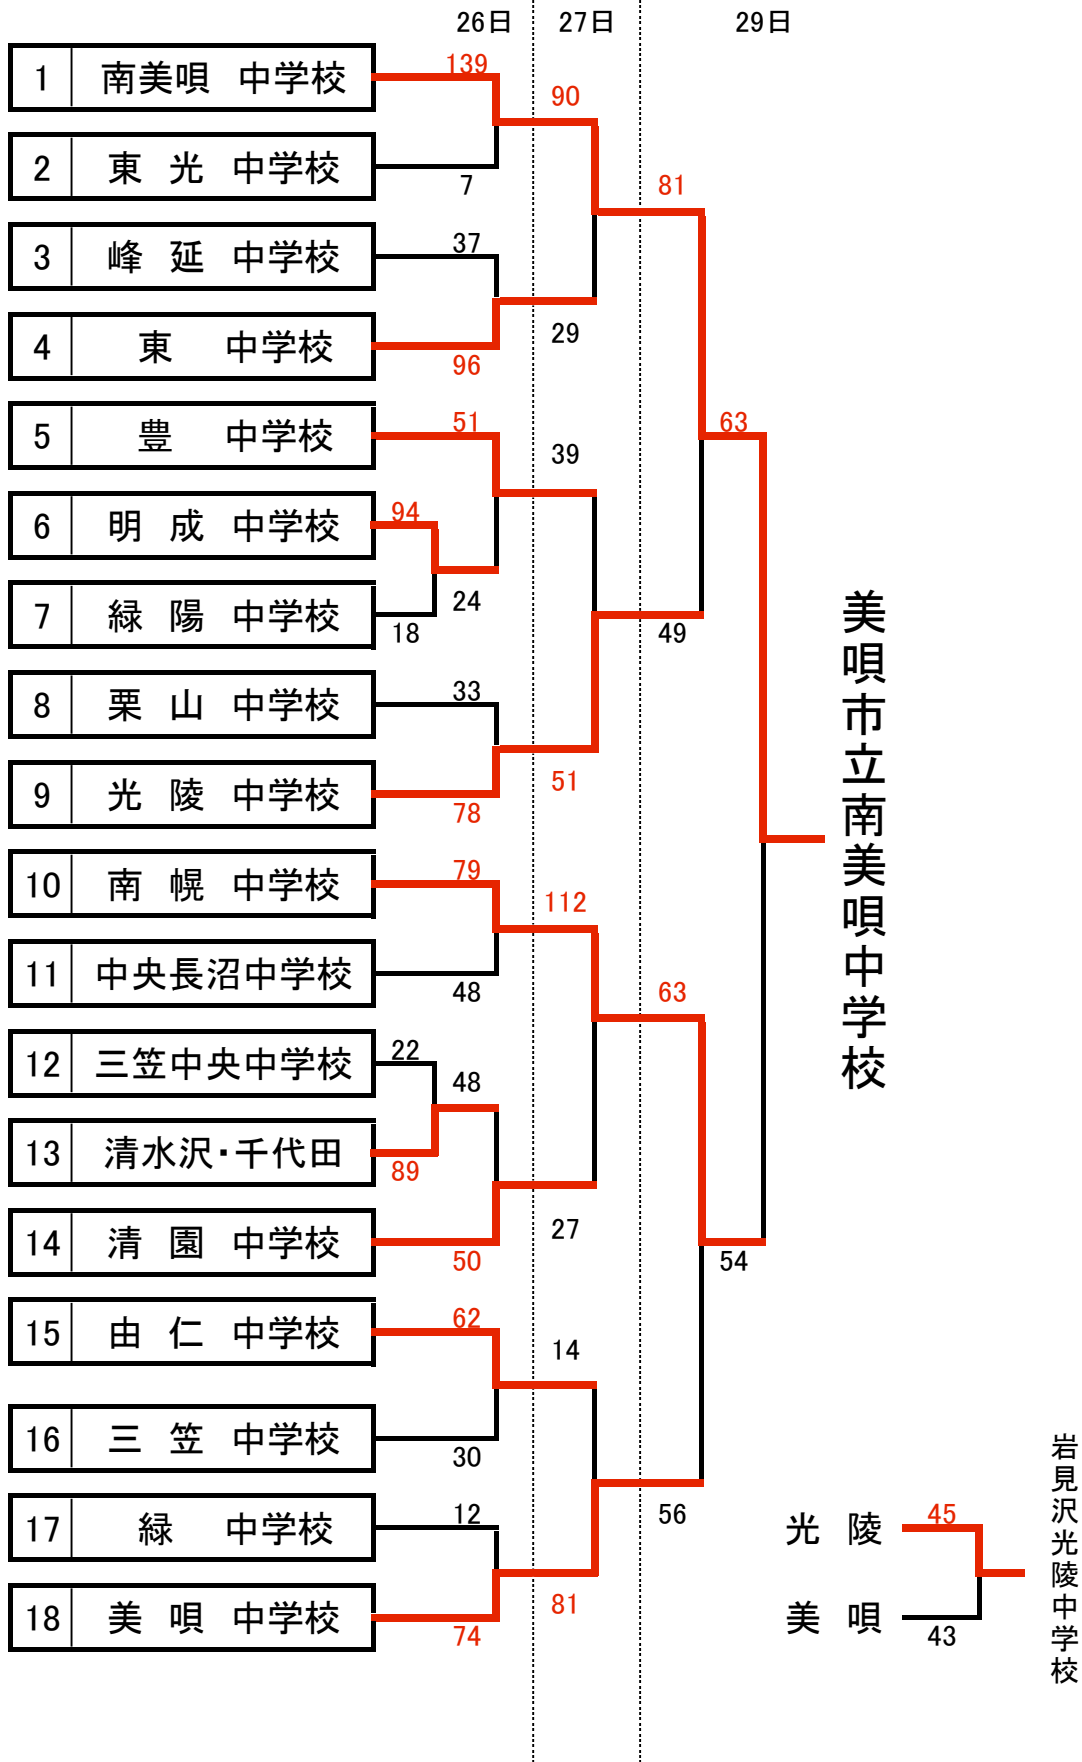 26日 27日 29日
1 南美唄 中学校
139
90
2 東 光 中学校
7
81
3 峰 延 中学校
37
4 東 中学校
96
29
5 豊 中学校
51
63
39
6 明 成 中学校
94
24
7 緑 陽 中学校
18
49
8 栗 山 中学校
33
9 光 陵 中学校
78
51
10 南 幌 中学校
79
112
11 中央長沼中学校
48
63
12 三笠中央中学校
22
48
13 清水沢・千代田
89
14 清 園 中学校
50
27
54
15 由 仁 中学校
62
14
16 三 笠 中学校
30
17 緑 中学校
12
56
18 美 唄 中学校
74
81
美唄市立南美唄中学校
光 陵
45
美 唄
43
岩見沢光陵中学校